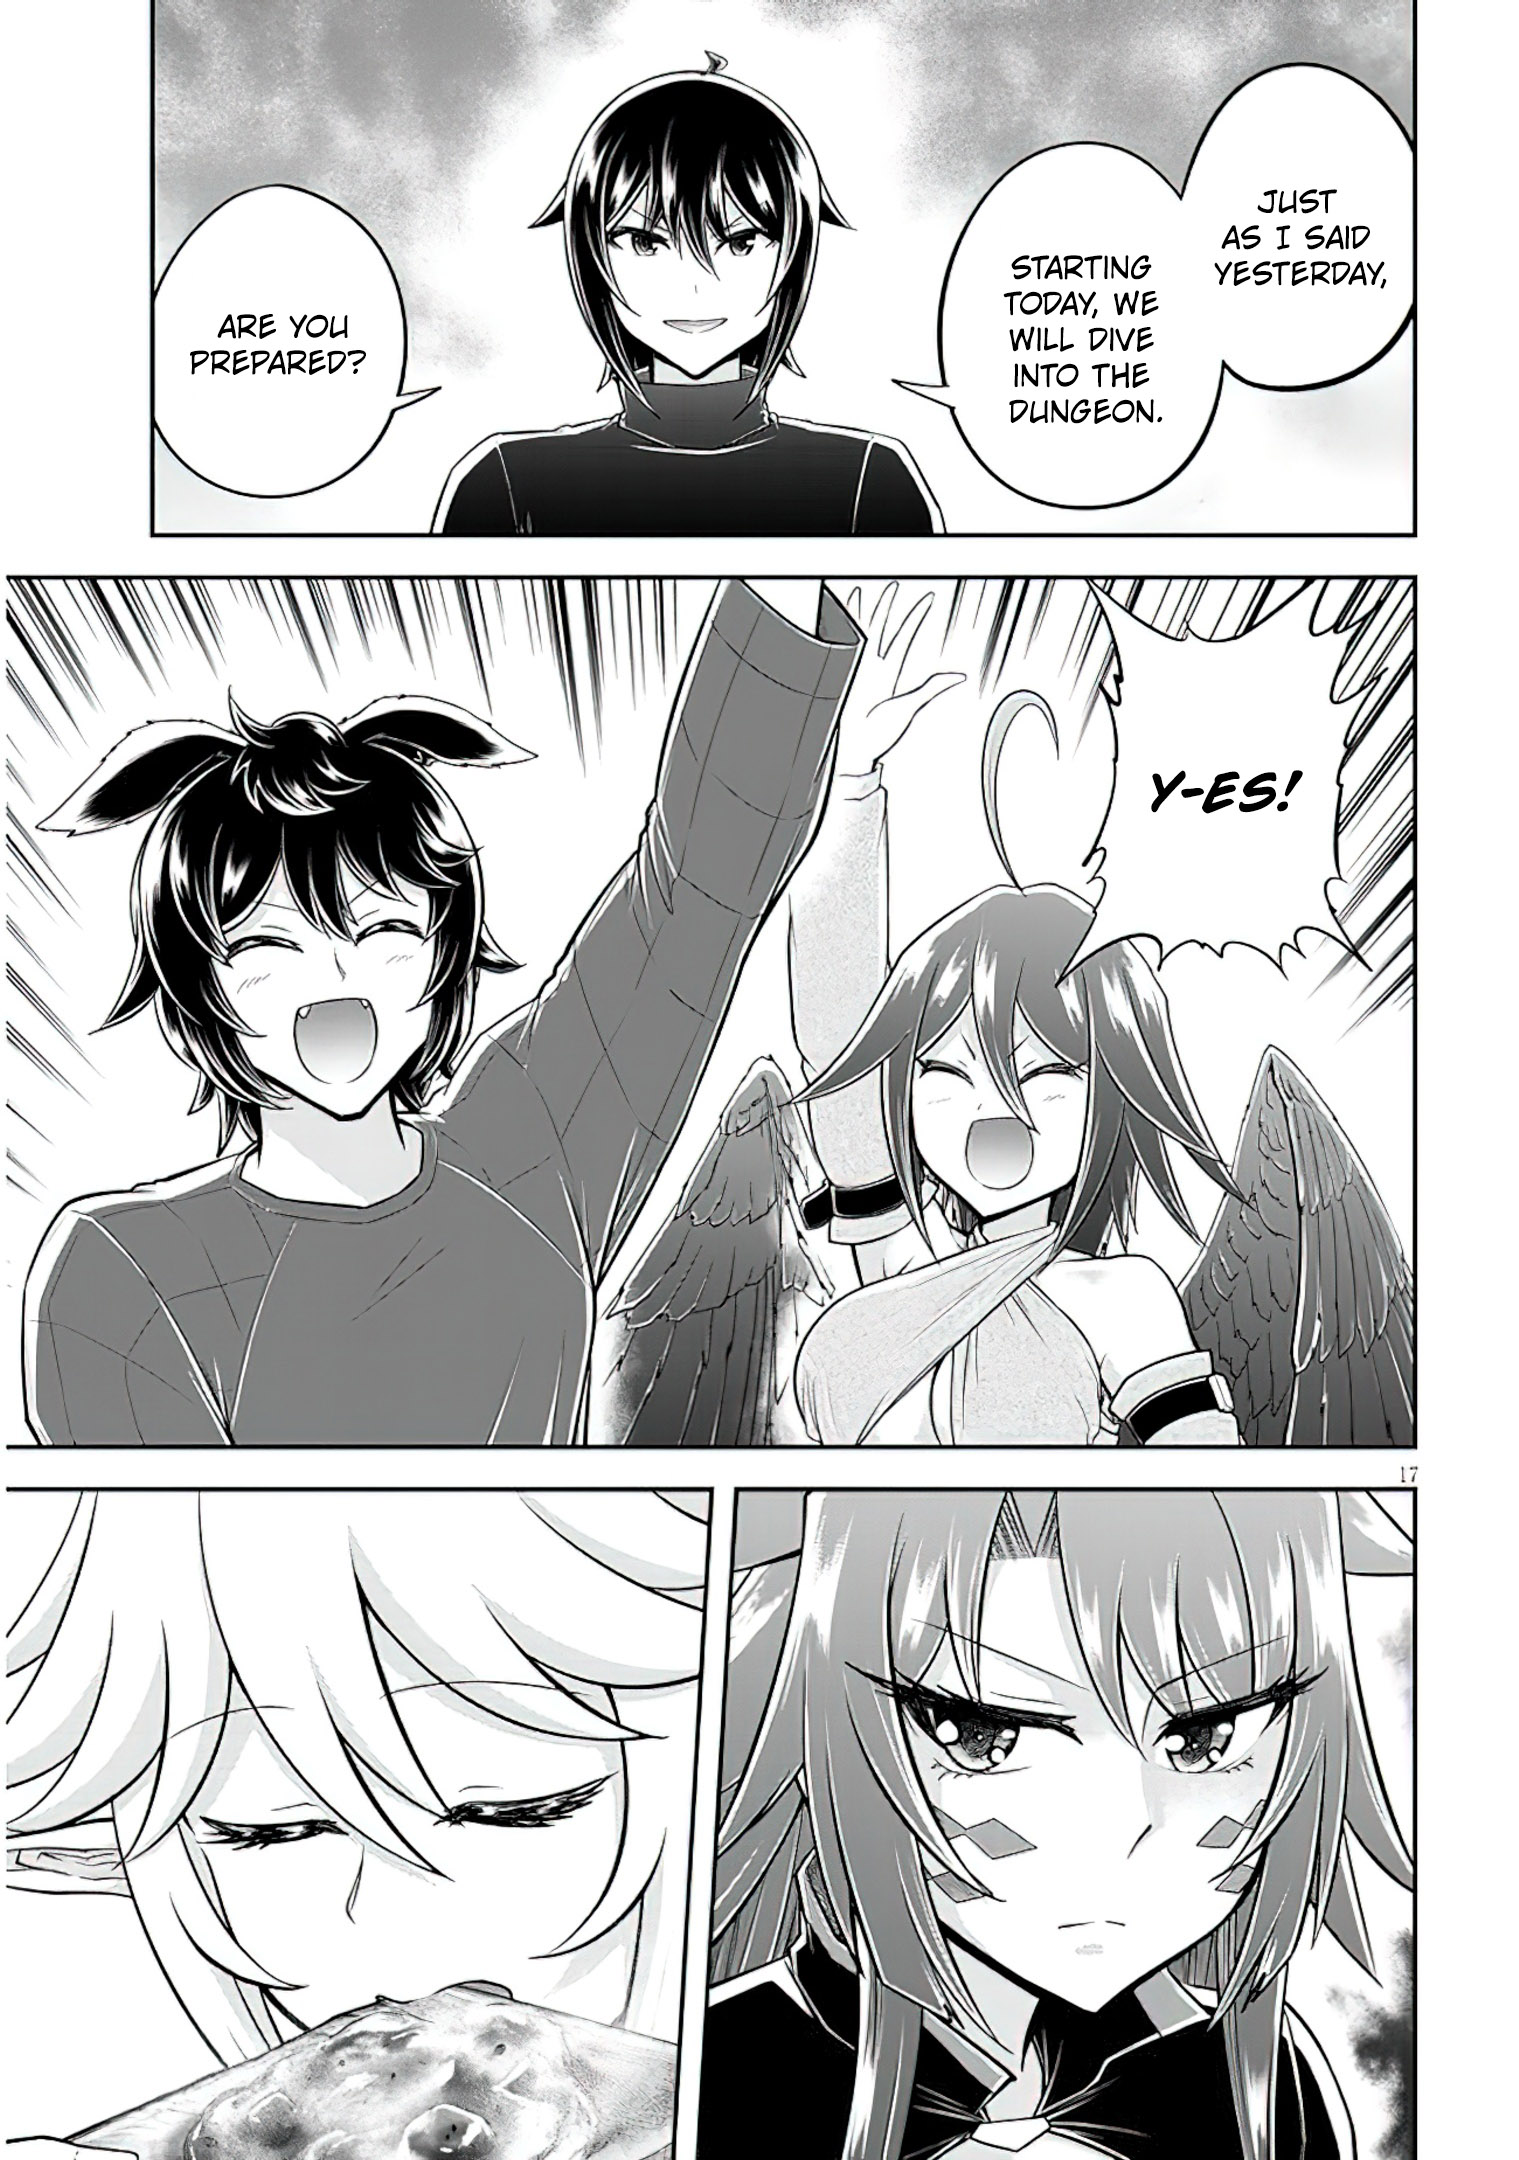 JUST
AS I SAID
YESTERDAY,
STARTING
TODAY, WE
WILL DIVE
INTO THE
DUNGEON.
ARE YOU
PREPARED?
Y-ES!
17